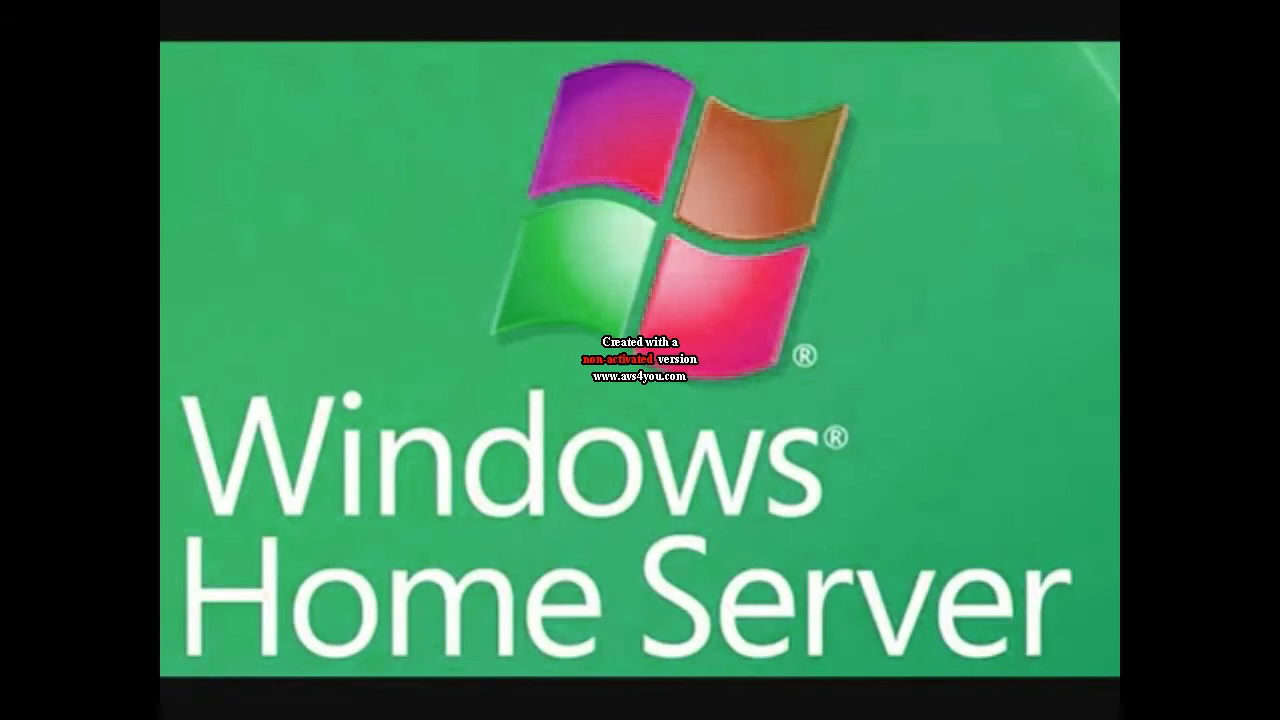 Created with a
non-activated version
www.avs4you.com
®
Windows®
Home Server